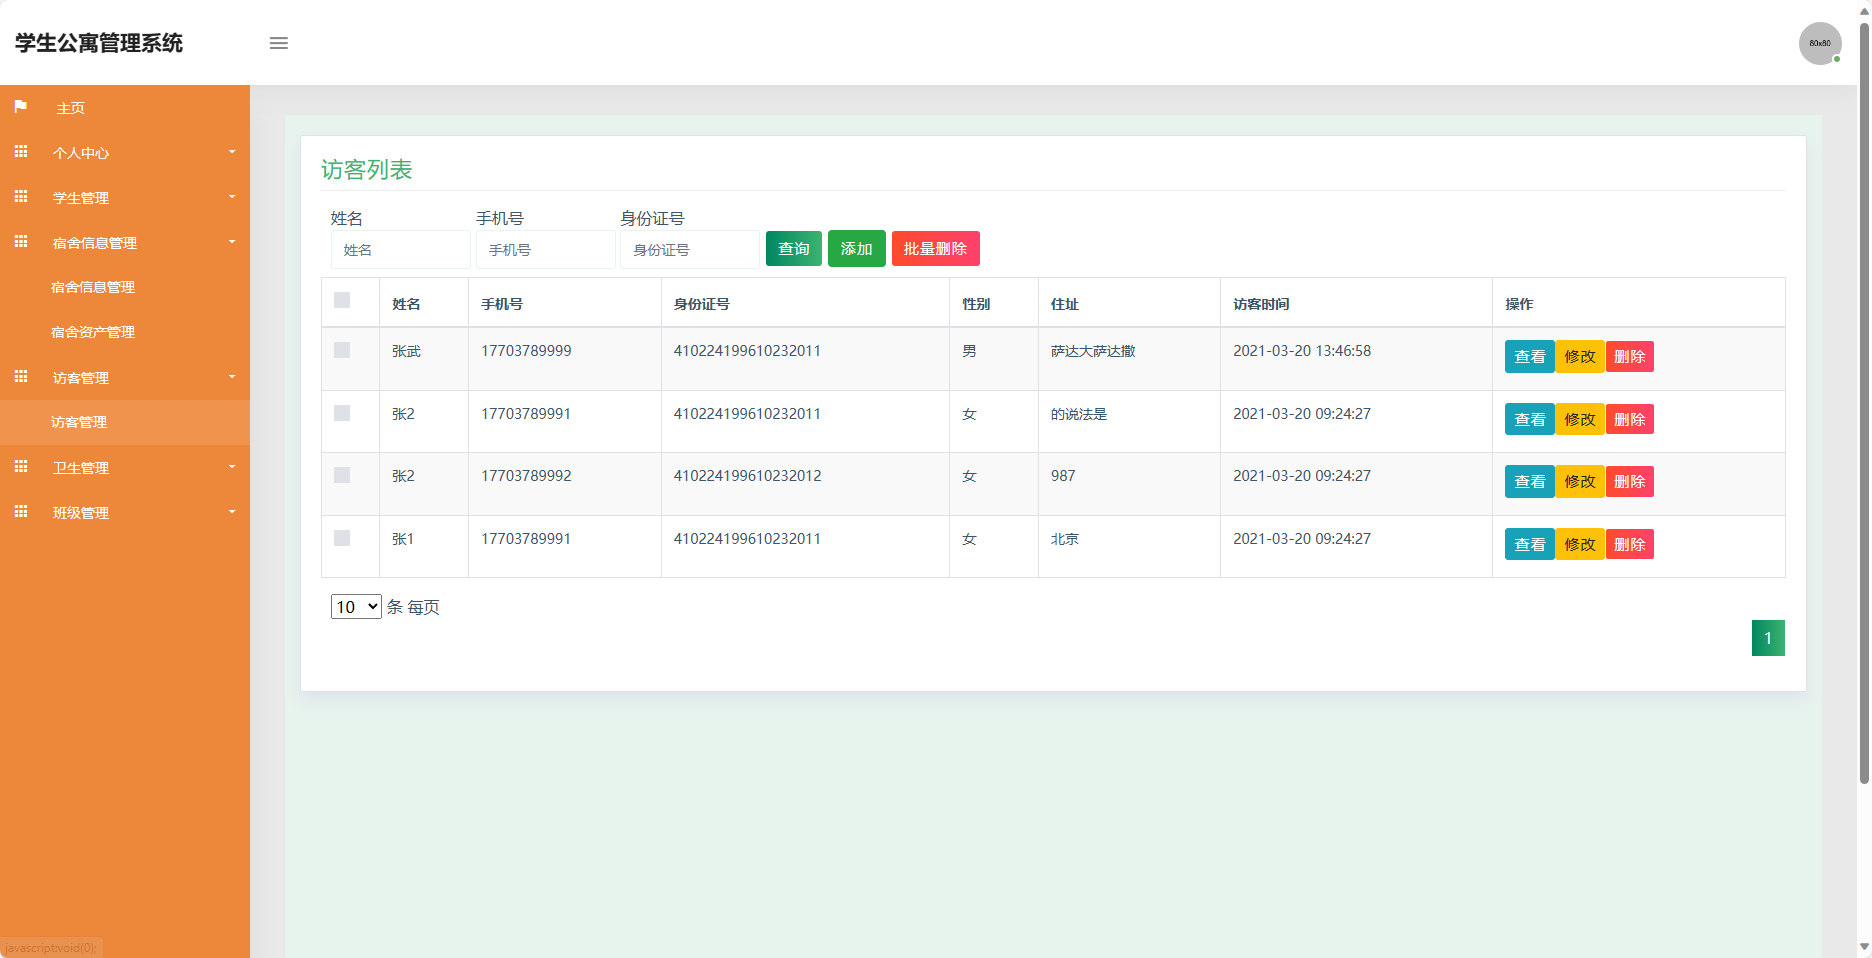 学生公寓管理系统
60x60
主页
个人中心
学生管理
宿舍信息管理
宿舍信息管理
宿舍资产管理
访客管理
访客管理
卫生管理
班级管理
访客列表
姓名 手机号 身份证号
姓名 手机号 身份证号 查询 添加 批量删除
姓名 手机号 身份证号 性别 住址 访客时间 操作
张武 17703789999 410224199610232011 男 萨达大萨达撒 2021-03-20 13:46:58 查看 修改 删除
张2 17703789991 410224199610232011 女 的说法是 2021-03-20 09:24:27 查看 修改 删除
张2 17703789992 410224199610232012 女 987 2021-03-20 09:24:27 查看 修改 删除
张1 17703789991 410224199610232011 女 北京 2021-03-20 09:24:27 查看 修改 删除
10 条 每页
1
javascript:void(0);